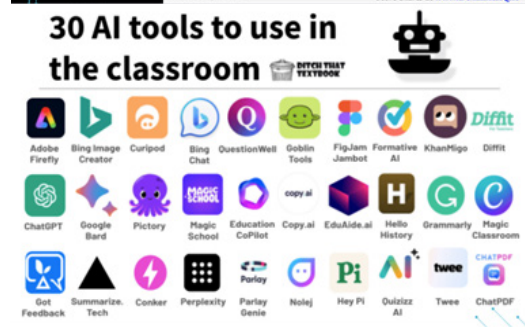 30 AI tools to use in
the classroom
DITCH THAT
TEXTBOOK
Diffit
Adobe Firefly
Bing Image Creator
Curipod
Bing Chat
QuestionWell
Goblin Tools
FigJam Jambot
Formative AI
KhanMigo
Diffit
MAGIC
SCHOOL
copy.ai
ChatGPT
Google Bard
Pictory
Magic School
Education CoPilot
Copy.ai
EduAide.ai
Hello History
Grammarly
Magic Classroom
Parlay
Pi
AI
twee
CHATPDF
Got Feedback
Summarize. Tech
Conker
Perplexity
Parlay Genie
Nolej
Hey Pi
Quizizz AI
Twee
ChatPDF